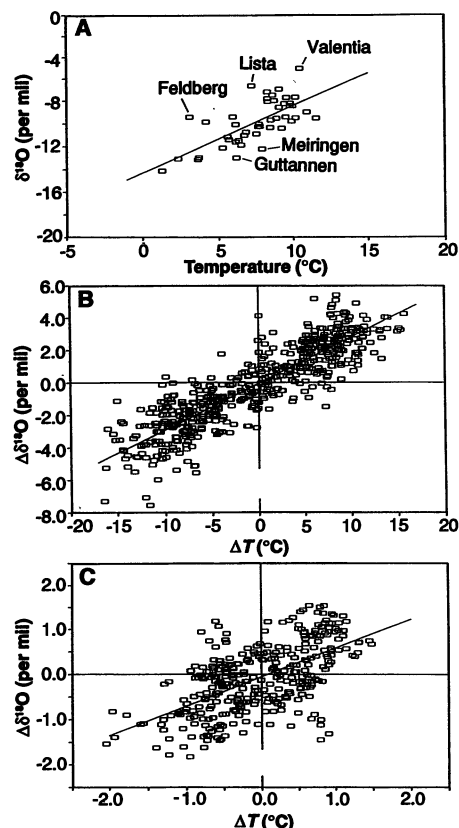 A
0
-4
-8
-12
-16
-20
δ¹⁸O (per mil)
Valentia
Lista
Feldberg
Meiringen
Guttannen
-5 0 5 10 15 20
Temperature (°C)
B
6.0
4.0
2.0
0.0
-2.0
-4.0
-6.0
-8.0
Δδ¹⁸O (per mil)
-20 -15 -10 -5 0 5 10 15 20
ΔT (°C)
C
2.0
1.0
0.0
-1.0
-2.0
Δδ¹⁸O (per mil)
-2.0 -1.0 0.0 1.0 2.0
ΔT (°C)